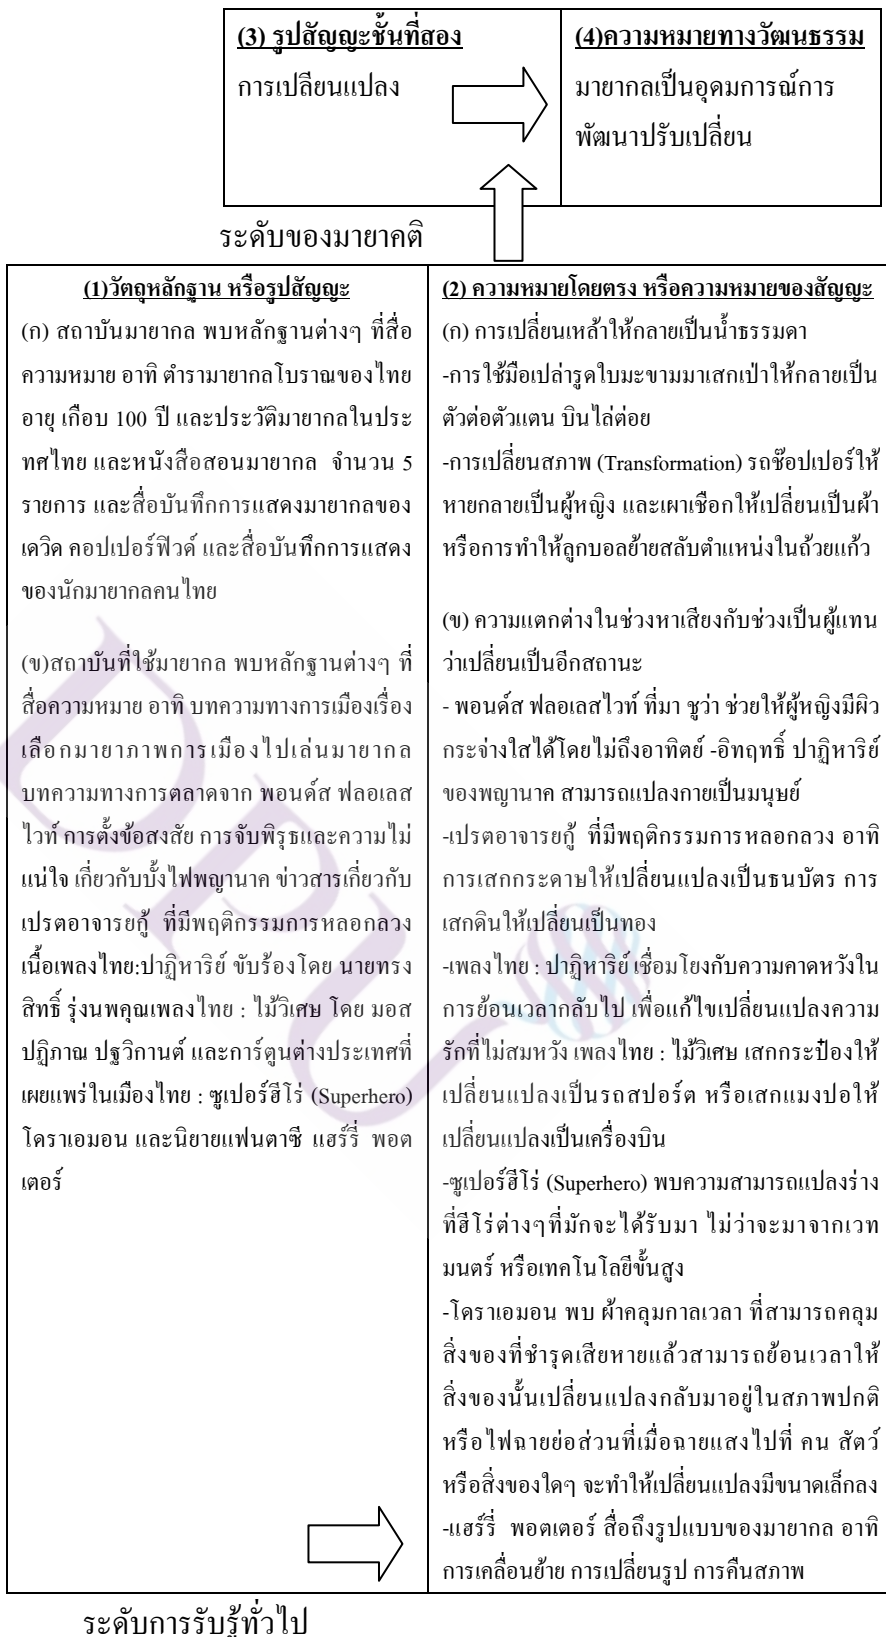 (3) รูปสัญญะชั้นที่สอง
การเปลียนแปลง
(4)ความหมายทางวัฒนธรรม
มายากลเป็นอุดมการณ์การ
พัฒนาปรับเปลี่ยน
ระดับของมายาคติ
(1)วัตถุหลักฐาน หรือรูปสัญญะ
(ก) สถาบันมายากล พบหลักฐานต่างๆ ที่สื่อ
ความหมาย อาทิ ตำรามายากลโบราณของไทย
อายุ เกือบ 100 ปี และประวัติมายากลในประ
ทศไทย และหนังสือสอนมายากล จำนวน 5
รายการ และสื่อบันทึกการแสดงมายากลของ
เดวิด คอปเปอร์ฟิวด์ และสื่อบันทึกการแสดง
ของนักมายากลคนไทย
(ข)สถาบันที่ใช้มายากล พบหลักฐานต่างๆ ที่
สื่อความหมาย อาทิ บทความทางการเมืองเรื่อง
เลือกมายาภาพการเมืองไปเล่นมายากล
บทความทางการตลาดจาก พอนด์ส ฟลอเลส
ไวท์ การตั้งข้อสงสัย การจับพิรุธและความไม่
แน่ใจ เกี่ยวกับบั้งไฟพญานาค ข่าวสารเกี่ยวกับ
เปรตอาจารยกู้ ที่มีพฤติกรรมการหลอกลวง
เนื้อเพลงไทย:ปาฏิหาริย์ ขับร้องโดย นายทรง
สิทธิ์ รุ่งนพคุณเพลงไทย : ไม้วิเศษ โดย มอส
ปฏิภาณ ปฐวิกานต์ และการ์ตูนต่างประเทศที่
เผยแพร่ในเมืองไทย : ซูเปอร์ฮีโร่ (Superhero)
โดราเอมอน และนิยายแฟนตาซี แฮร์รี่ พอต
เตอร์
(2) ความหมายโดยตรง หรือความหมายของสัญญะ
(ก) การเปลี่ยนเหล้าให้กลายเป็นน้ำธรรมดา
-การใช้มือเปล่ารูดใบมะขามมาเสกเป่าให้กลายเป็น
ตัวต่อตัวแตน บินไล่ต่อย
-การเปลี่ยนสภาพ (Transformation) รถช๊อปเปอร์ให้
หายกลายเป็นผู้หญิง และเผาเชือกให้เปลี่ยนเป็นผ้า
หรือการทำให้ลูกบอลย้ายสลับตำแหน่งในถ้วยแก้ว
(ข) ความแตกต่างในช่วงหาเสียงกับช่วงเป็นผู้แทน
ว่าเปลี่ยนเป็นอีกสถานะ
- พอนด์ส ฟลอเลสไวท์ ที่มา ชูว่า ช่วยให้ผู้หญิงมีผิว
กระจ่างใสได้โดยไม่ถึงอาทิตย์ -อิทฤทธิ์ ปาฏิหาริย์
ของพญานาค สามารถแปลงกายเป็นมนุษย์
-เปรตอาจารยกู้ ที่มีพฤติกรรมการหลอกลวง อาทิ
การเสกกระดาษให้เปลี่ยนแปลงเป็นธนบัตร การ
เสกดินให้เปลี่ยนเป็นทอง
-เพลงไทย : ปาฏิหาริย์ เชื่อมโยงกับความคาดหวังใน
การย้อนเวลากลับไป เพื่อแก้ไขเปลี่ยนแปลงความ
รักที่ไม่สมหวัง เพลงไทย : ไม้วิเศษ เสกกระป๋องให้
เปลี่ยนแปลงเป็นรถสปอร์ต หรือเสกแมงปอให้
เปลี่ยนแปลงเป็นเครื่องบิน
-ซูเปอร์ฮีโร่ (Superhero) พบความสามารถแปลงร่าง
ที่ฮีโร่ต่างๆที่มักจะได้รับมา ไม่ว่าจะมาจากเวท
มนตร์ หรือเทคโนโลยีขั้นสูง
-โดราเอมอน พบ ผ้าคลุมกาลเวลา ที่สามารถคลุม
สิ่งของที่ชำรุดเสียหายแล้วสามารถย้อนเวลาให้
สิ่งของนั้นเปลี่ยนแปลงกลับมาอยู่ในสภาพปกติ
หรือไฟฉายย่อส่วนที่เมื่อฉายแสงไปที่ คน สัตว์
หรือสิ่งของใดๆ จะทำให้เปลี่ยนแปลงมีขนาดเล็กลง
-แฮร์รี่ พอตเตอร์ สื่อถึงรูปแบบของมายากล อาทิ
การเคลื่อนย้าย การเปลี่ยนรูป การคืนสภาพ
ระดับการรับรู้ทั่วไป
DPU